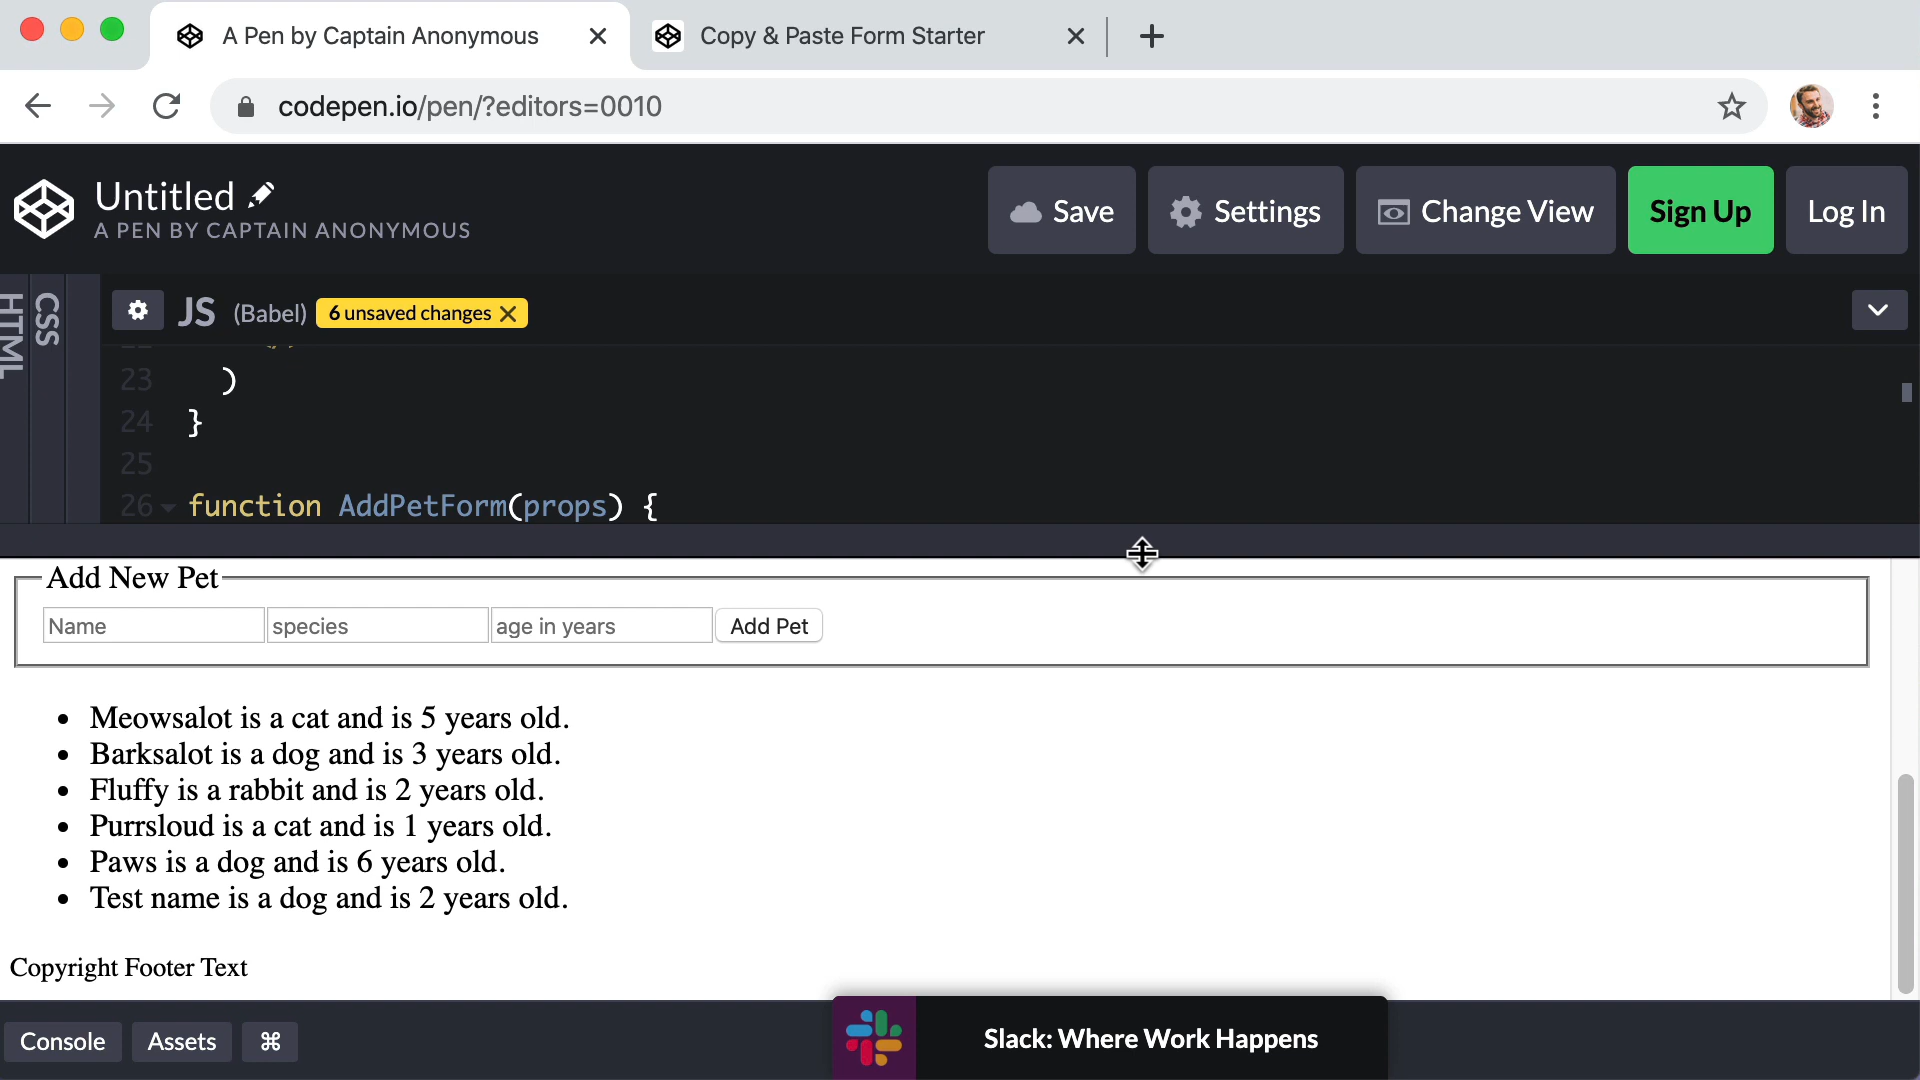 A Pen by Captain Anonymous
Copy & Paste Form Starter
codepen.io/pen/?editors=0010
Untitled
A PEN BY CAPTAIN ANONYMOUS
Save
Settings
Change View
Sign Up
Log In
HTML
CSS
JS (Babel) 6 unsaved changes
23 )
24 }
25
26 function AddPetForm(props) {
Add New Pet
Name species age in years Add Pet
• Meowsalot is a cat and is 5 years old.
• Barksalot is a dog and is 3 years old.
• Fluffy is a rabbit and is 2 years old.
• Purrsloud is a cat and is 1 years old.
• Paws is a dog and is 6 years old.
• Test name is a dog and is 2 years old.
Copyright Footer Text
Console Assets ⌘
Slack: Where Work Happens